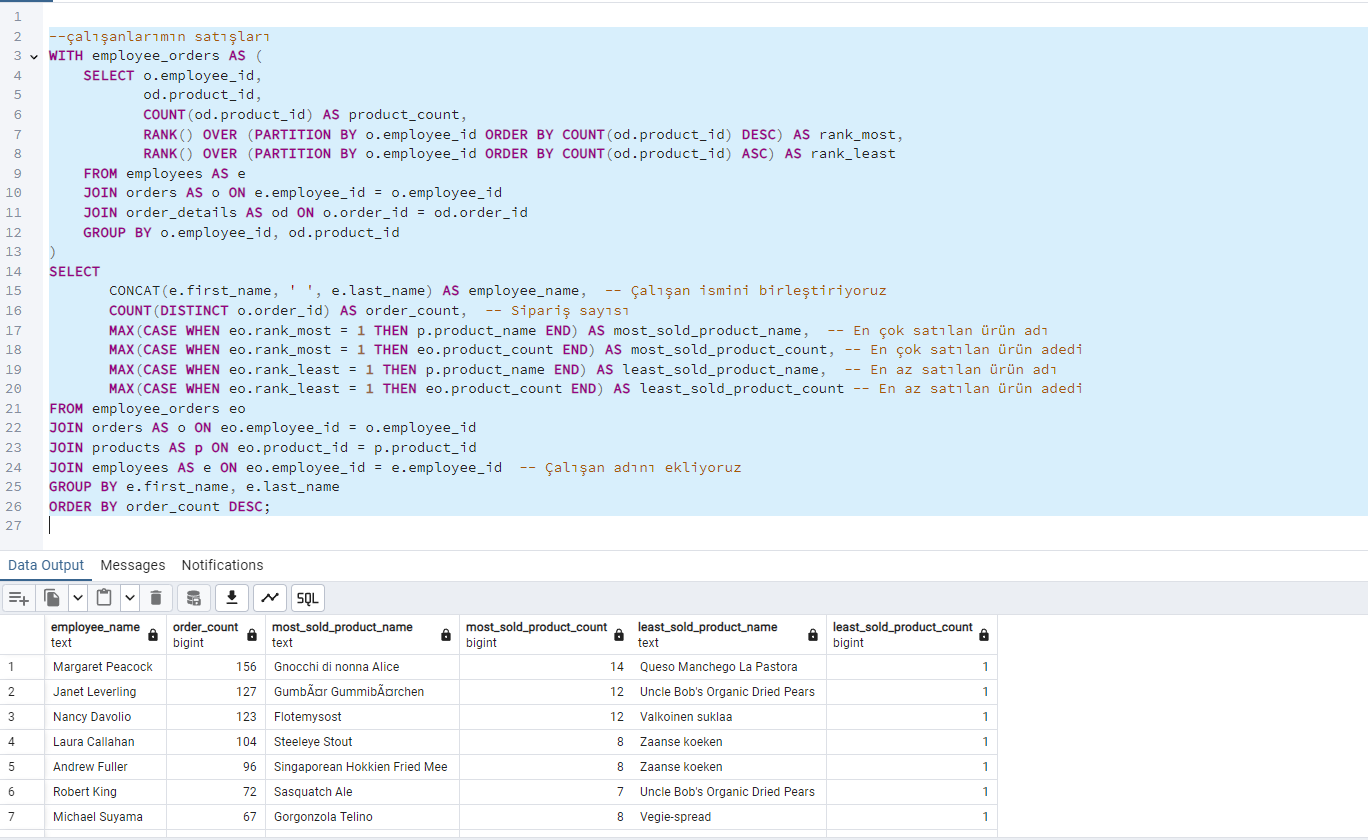 1
2 --çalışanlarımın satışları
3 WITH employee_orders AS (
4 SELECT o.employee_id,
5 od.product_id,
6 COUNT(od.product_id) AS product_count,
7 RANK() OVER (PARTITION BY o.employee_id ORDER BY COUNT(od.product_id) DESC) AS rank_most,
8 RANK() OVER (PARTITION BY o.employee_id ORDER BY COUNT(od.product_id) ASC) AS rank_least
9 FROM employees AS e
10 JOIN orders AS o ON e.employee_id = o.employee_id
11 JOIN order_details AS od ON o.order_id = od.order_id
12 GROUP BY o.employee_id, od.product_id
13 )
14 SELECT
15 CONCAT(e.first_name, ' ', e.last_name) AS employee_name,  -- Çalışan ismini birleştiriyoruz
16 COUNT(DISTINCT o.order_id) AS order_count,  -- Sipariş sayısı
17 MAX(CASE WHEN eo.rank_most = 1 THEN p.product_name END) AS most_sold_product_name,  -- En çok satılan ürün adı
18 MAX(CASE WHEN eo.rank_most = 1 THEN eo.product_count END) AS most_sold_product_count, -- En çok satılan ürün adedi
19 MAX(CASE WHEN eo.rank_least = 1 THEN p.product_name END) AS least_sold_product_name,  -- En az satılan ürün adı
20 MAX(CASE WHEN eo.rank_least = 1 THEN eo.product_count END) AS least_sold_product_count -- En az satılan ürün adedi
21 FROM employee_orders eo
22 JOIN orders AS o ON eo.employee_id = o.employee_id
23 JOIN products AS p ON eo.product_id = p.product_id
24 JOIN employees AS e ON eo.employee_id = e.employee_id  -- Çalışan adını ekliyoruz
25 GROUP BY e.first_name, e.last_name
26 ORDER BY order_count DESC;
27
Data Output Messages Notifications
SQL
employee_name order_count most_sold_product_name most_sold_product_count least_sold_product_name least_sold_product_count
text bigint text bigint text bigint
1 Margaret Peacock 156 Gnocchi di nonna Alice 14 Queso Manchego La Pastora 1
2 Janet Leverling 127 GumbÃ¤r GummibÃ¤rchen 12 Uncle Bob's Organic Dried Pears 1
3 Nancy Davolio 123 Flotemysost 12 Valkoinen suklaa 1
4 Laura Callahan 104 Steeleye Stout 8 Zaanse koeken 1
5 Andrew Fuller 96 Singaporean Hokkien Fried Mee 8 Zaanse koeken 1
6 Robert King 72 Sasquatch Ale 7 Uncle Bob's Organic Dried Pears 1
7 Michael Suyama 67 Gorgonzola Telino 8 Vegie-spread 1